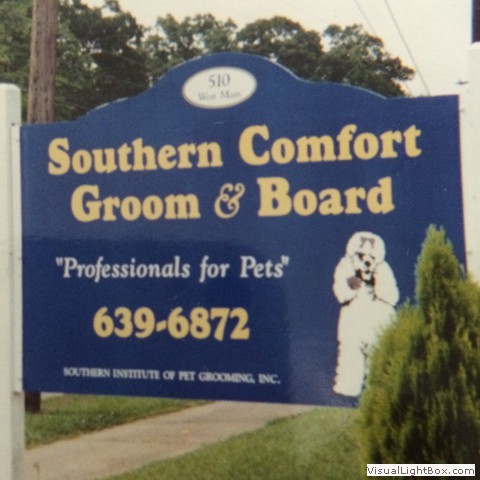 510
West Main
Southern Comfort
Groom & Board
"Professionals for Pets"
639-6872
SOUTHERN INSTITUTE OF PET GROOMING, INC.
VisualLightBox.com